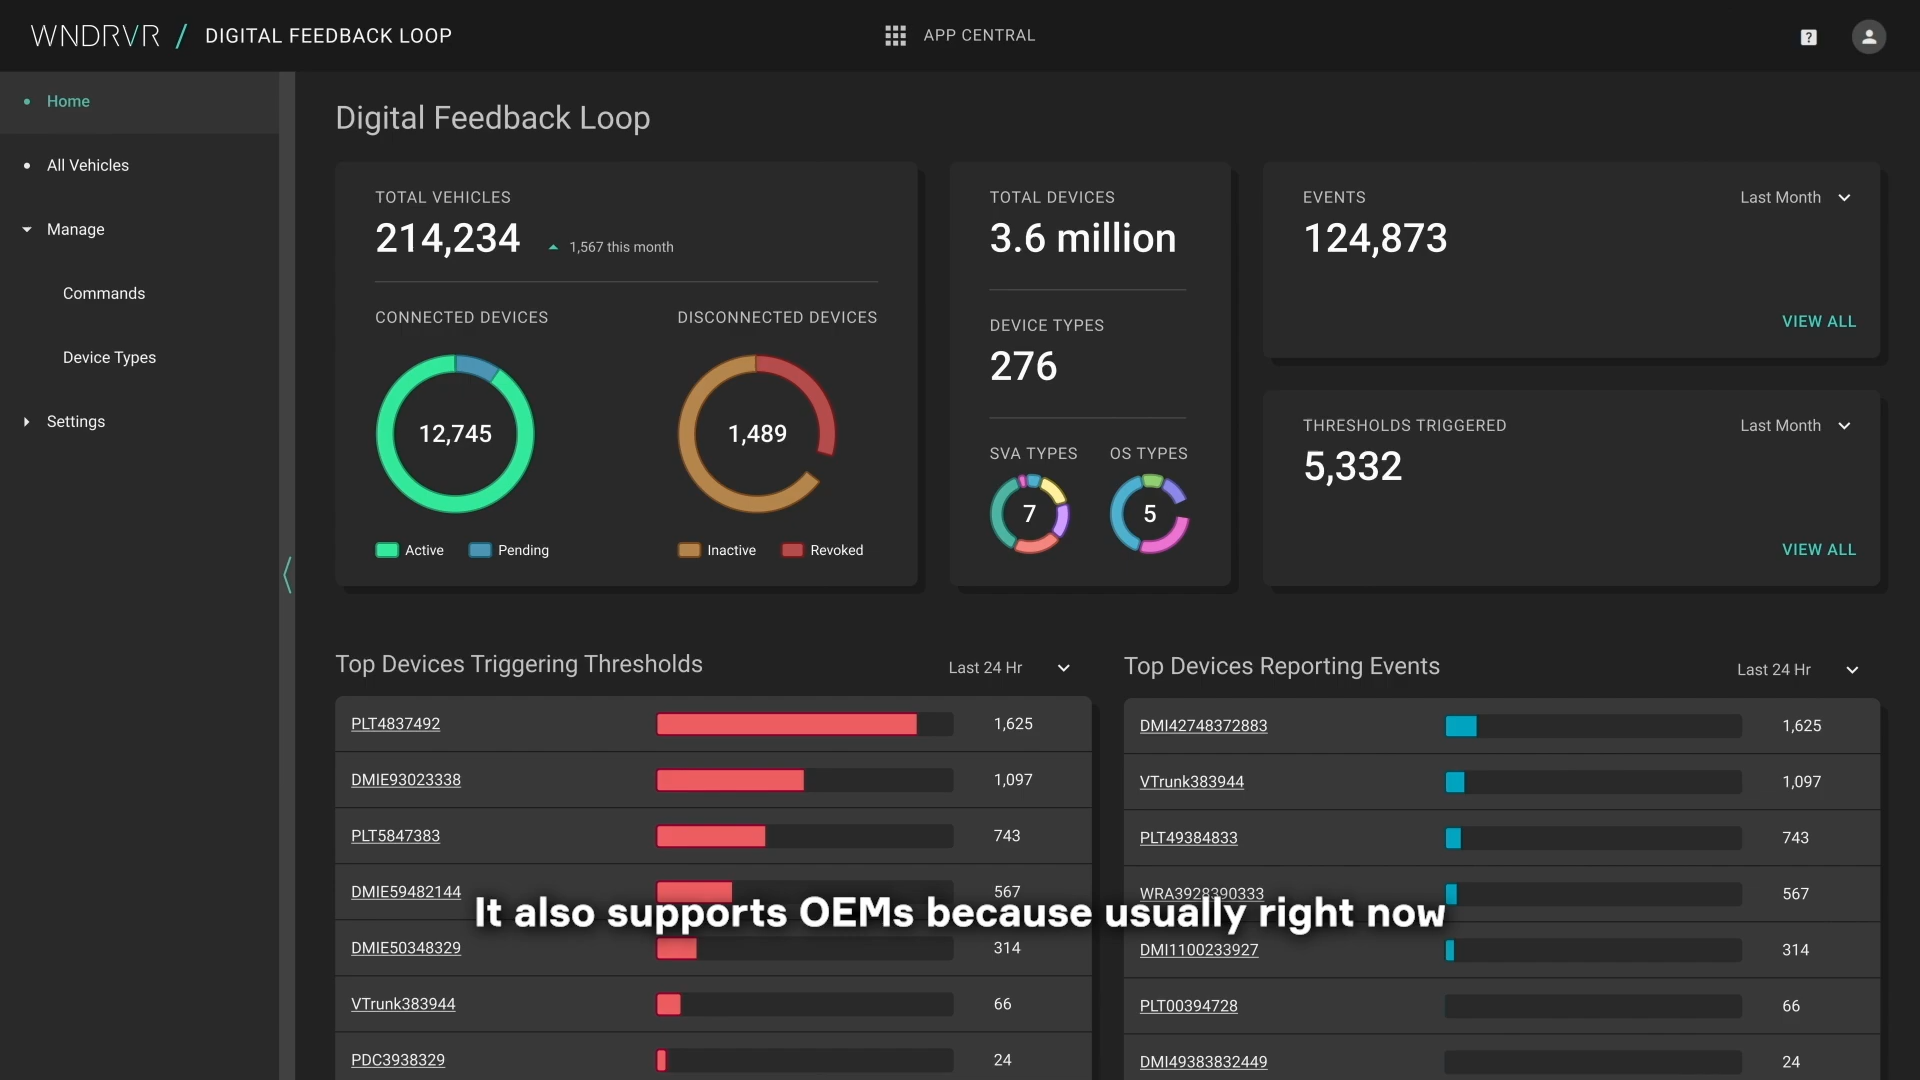 WNDRVR / DIGITAL FEEDBACK LOOP
APP CENTRAL
?
Home
All Vehicles
Manage
Commands
Device Types
Settings
Digital Feedback Loop
TOTAL VEHICLES
214,234
1,567 this month
CONNECTED DEVICES
12,745
Active
Pending
DISCONNECTED DEVICES
1,489
Inactive
Revoked
TOTAL DEVICES
3.6 million
DEVICE TYPES
276
SVA TYPES
7
OS TYPES
5
EVENTS
Last Month
124,873
VIEW ALL
THRESHOLDS TRIGGERED
Last Month
5,332
VIEW ALL
Top Devices Triggering Thresholds
Last 24 Hr
PLT4837492 1,625
DMIE93023338 1,097
PLT5847383 743
DMIE59482144 567
DMIE50348329 314
VTrunk383944 66
PDC3938329 24
Top Devices Reporting Events
Last 24 Hr
DMI42748372883 1,625
VTrunk383944 1,097
PLT49384833 743
WRA3928390333 567
DMI1100233927 314
PLT00394728 66
DMI49383832449 24
It also supports OEMs because usually right now